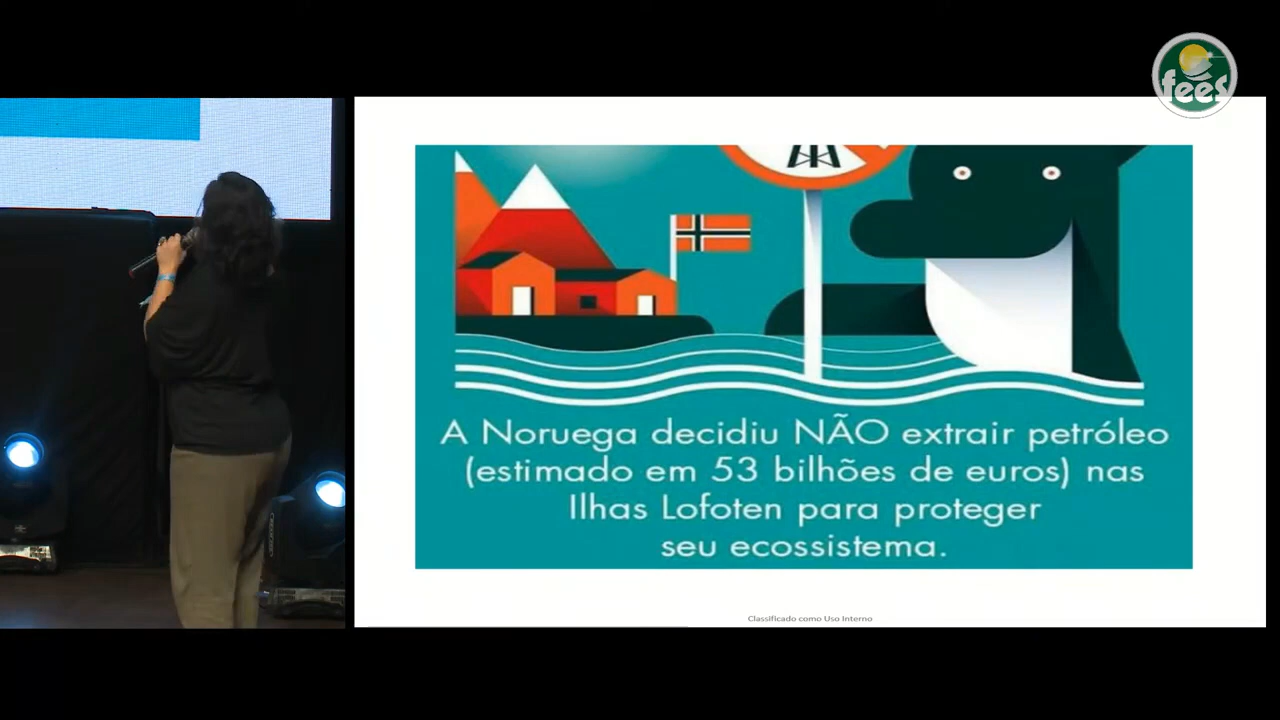 fees
A Noruega decidiu NÃO extrair petróleo
(estimado em 53 bilhões de euros) nas
Ilhas Lofoten para proteger
seu ecossistema.
Classificado como Uso Interno